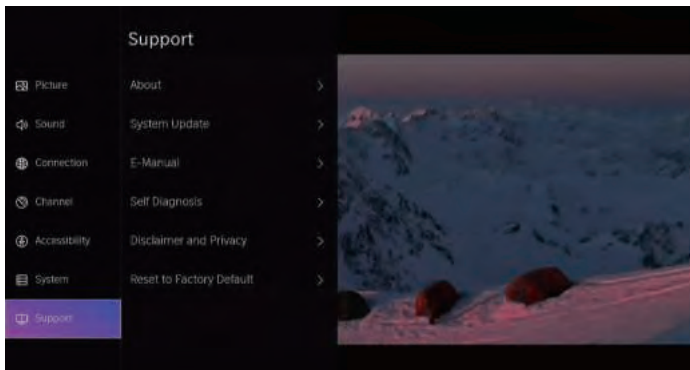 Support
Picture
Sound
Connection
Channel
Accessibility
System
Support
About
System Update
E-Manual
Self Diagnosis
Disclaimer and Privacy
Reset to Factory Default